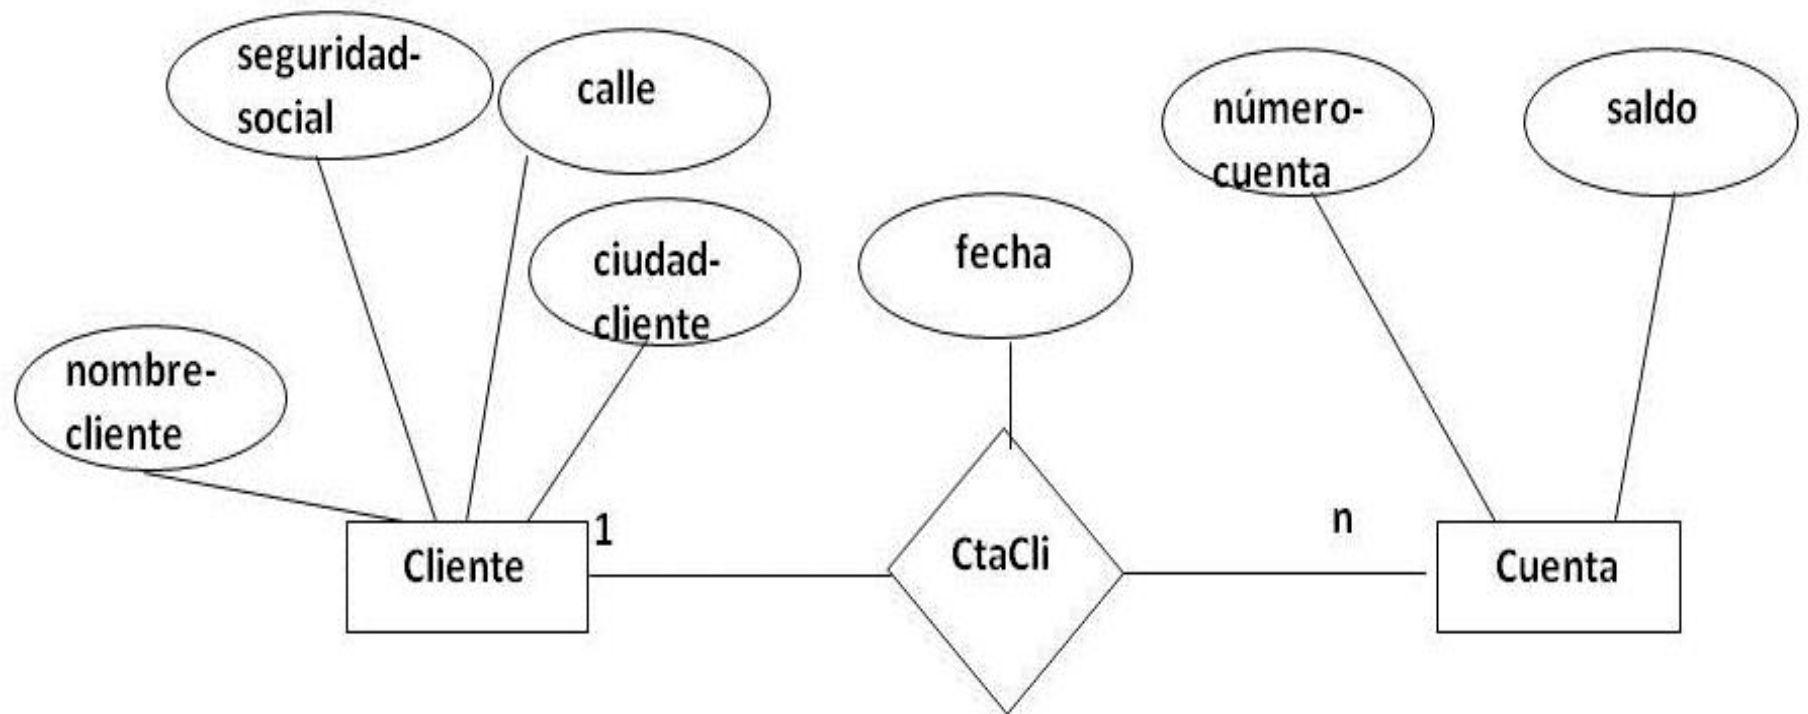 seguridad-
social
calle
número-
cuenta
saldo
ciudad-
cliente
fecha
nombre-
cliente
Cliente
1
CtaCli
n
Cuenta